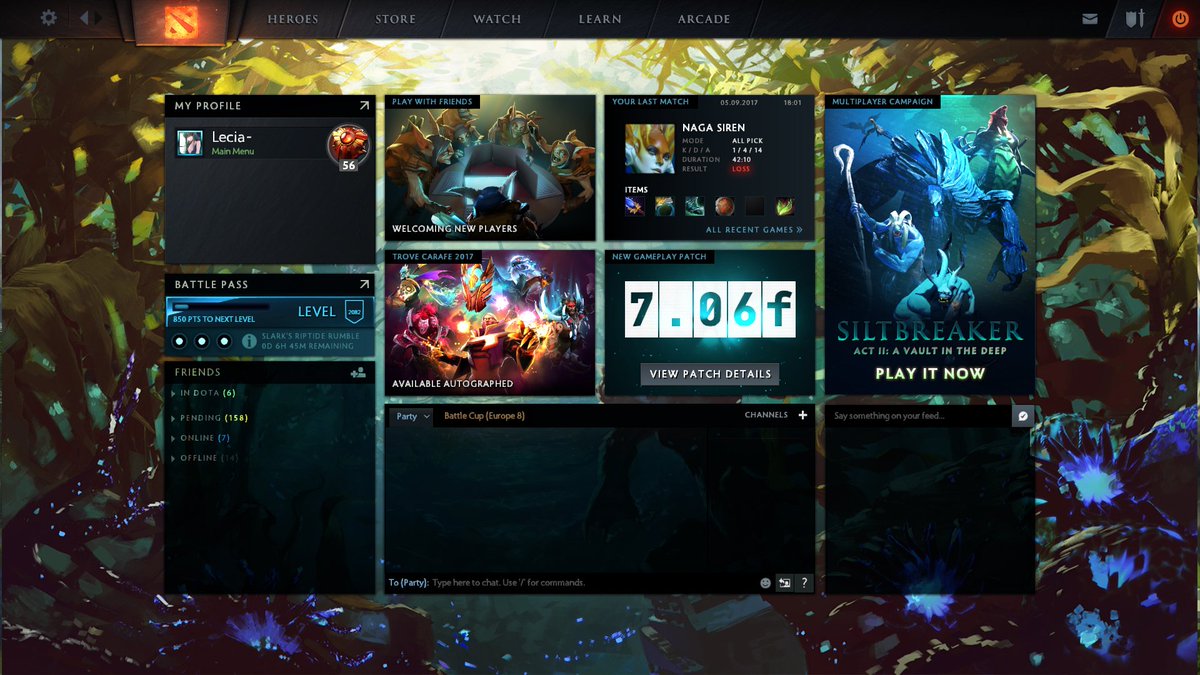 HEROES
STORE
WATCH
LEARN
ARCADE
MY PROFILE
Lecia-
Main Menu
56
BATTLE PASS
850 PTS TO NEXT LEVEL
LEVEL
2082
SLARK'S RIPTIDE RUMBLE
0D 6H 45M REMAINING
FRIENDS
IN DOTA (6)
PENDING (158)
ONLINE (7)
OFFLINE (14)
PLAY WITH FRIENDS
WELCOMING NEW PLAYERS
TROVE CARAFE 2017
AVAILABLE AUTOGRAPHED
YOUR LAST MATCH
05.09.2017
18:01
NAGA SIREN
MODE ALL PICK
K / D / A 1 / 4 / 14
DURATION 42:10
RESULT LOSS
ITEMS
ALL RECENT GAMES
NEW GAMEPLAY PATCH
7.06f
VIEW PATCH DETAILS
MULTIPLAYER CAMPAIGN
SILTBREAKER
ACT II: A VAULT IN THE DEEP
PLAY IT NOW
Party
Battle Cup (Europe 8)
CHANNELS +
To (Party): Type here to chat. Use '/' for commands.
?
Say something on your feed...